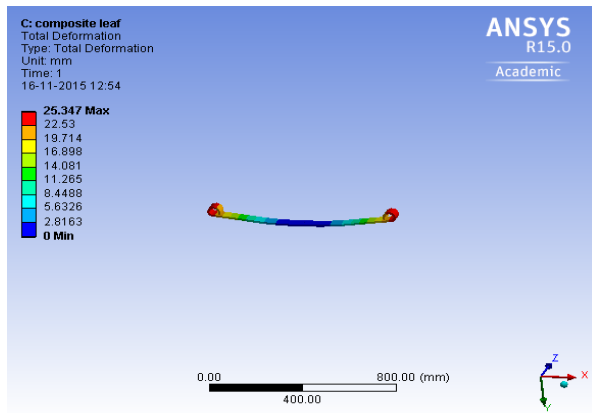 C: composite leaf
Total Deformation
Type: Total Deformation
Unit: mm
Time: 1
16-11-2015 12:54
25.347 Max
22.53
19.714
16.898
14.081
11.265
8.4488
5.6326
2.8163
0 Min
ANSYS
R15.0
Academic
0.00
800.00 (mm)
400.00
Z
X
Y